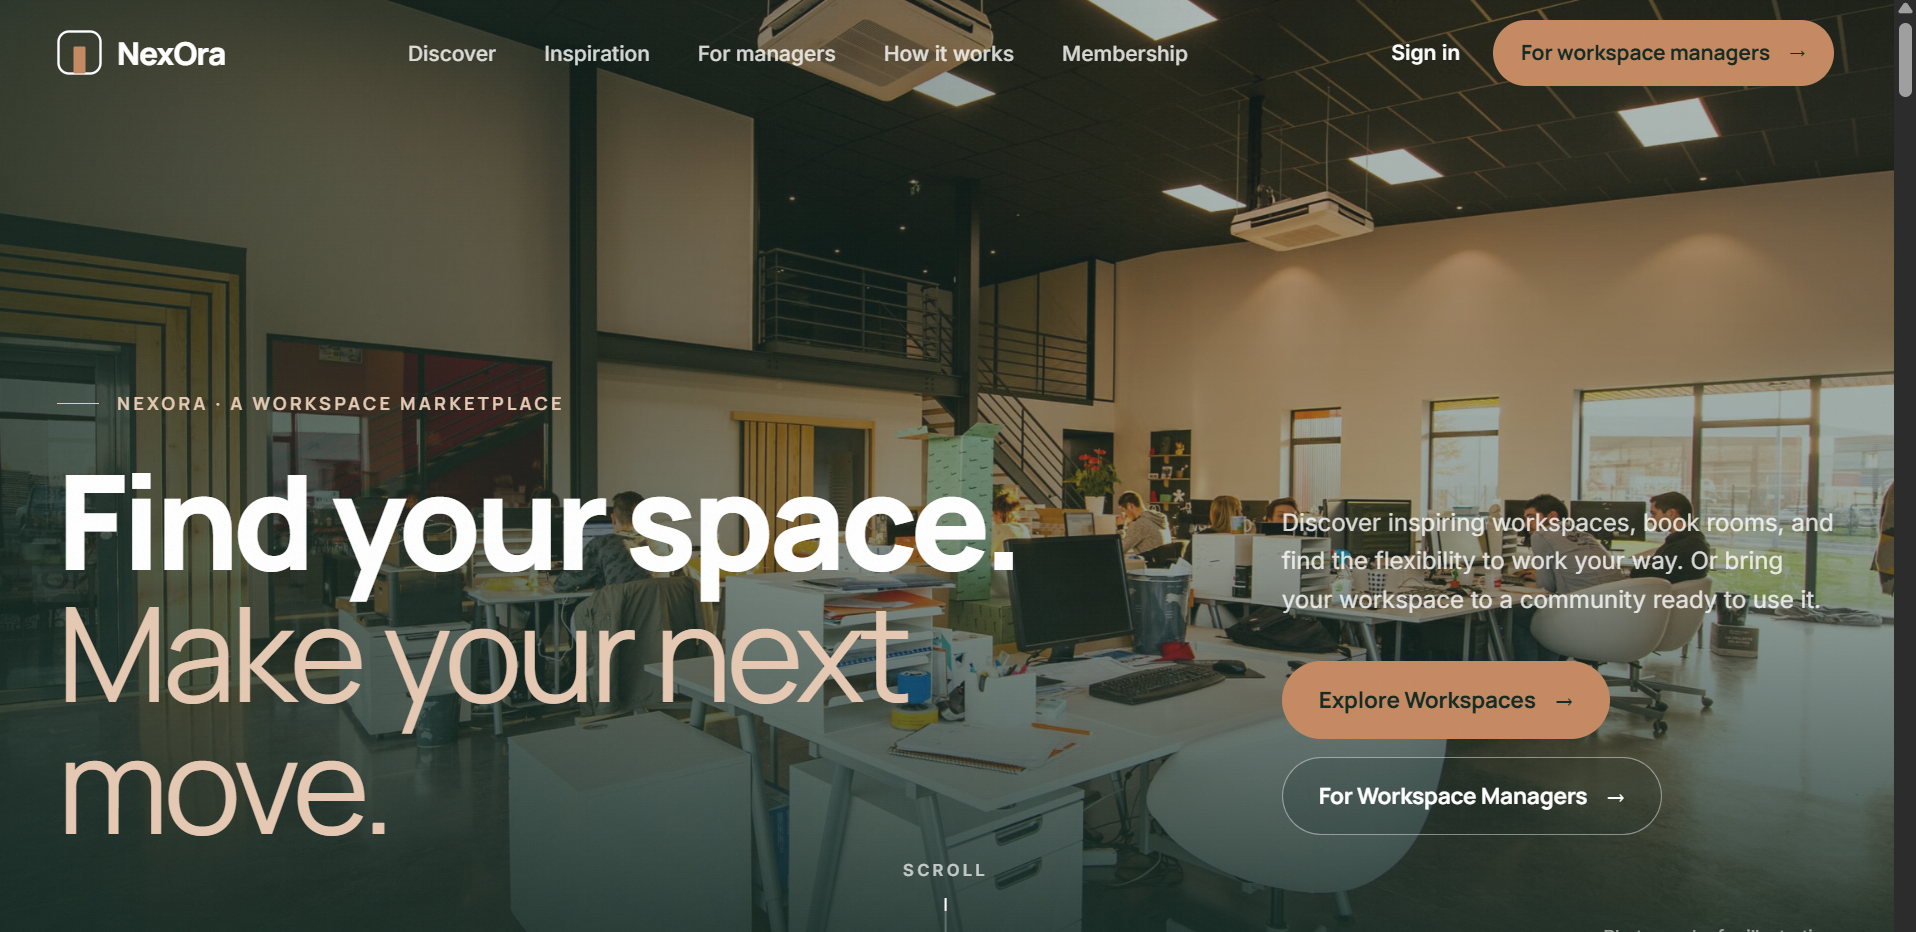 NexOra
Discover
Inspiration
For managers
How it works
Membership
Sign in
For workspace managers →
NEXORA · A WORKSPACE MARKETPLACE
Find your space.
Make your next
move.
Discover inspiring workspaces, book rooms, and
find the flexibility to work your way. Or bring
your workspace to a community ready to use it.
Explore Workspaces →
For Workspace Managers →
SCROLL